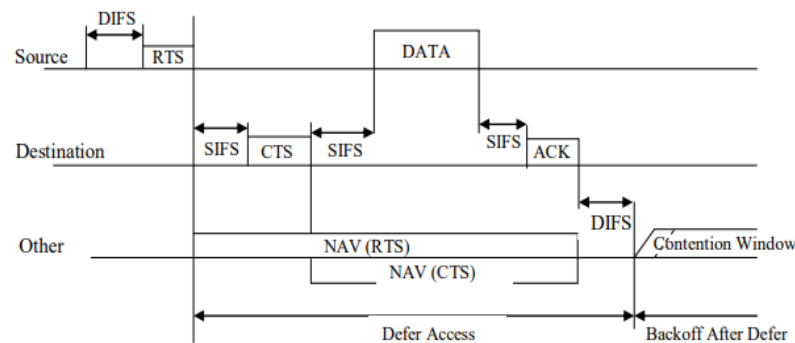 DIFS
Source
RTS
DATA
Destination
SIFS
CTS
SIFS
SIFS
ACK
DIFS
Other
NAV (RTS)
Contention Window
NAV (CTS)
Defer Access
Backoff After Defer